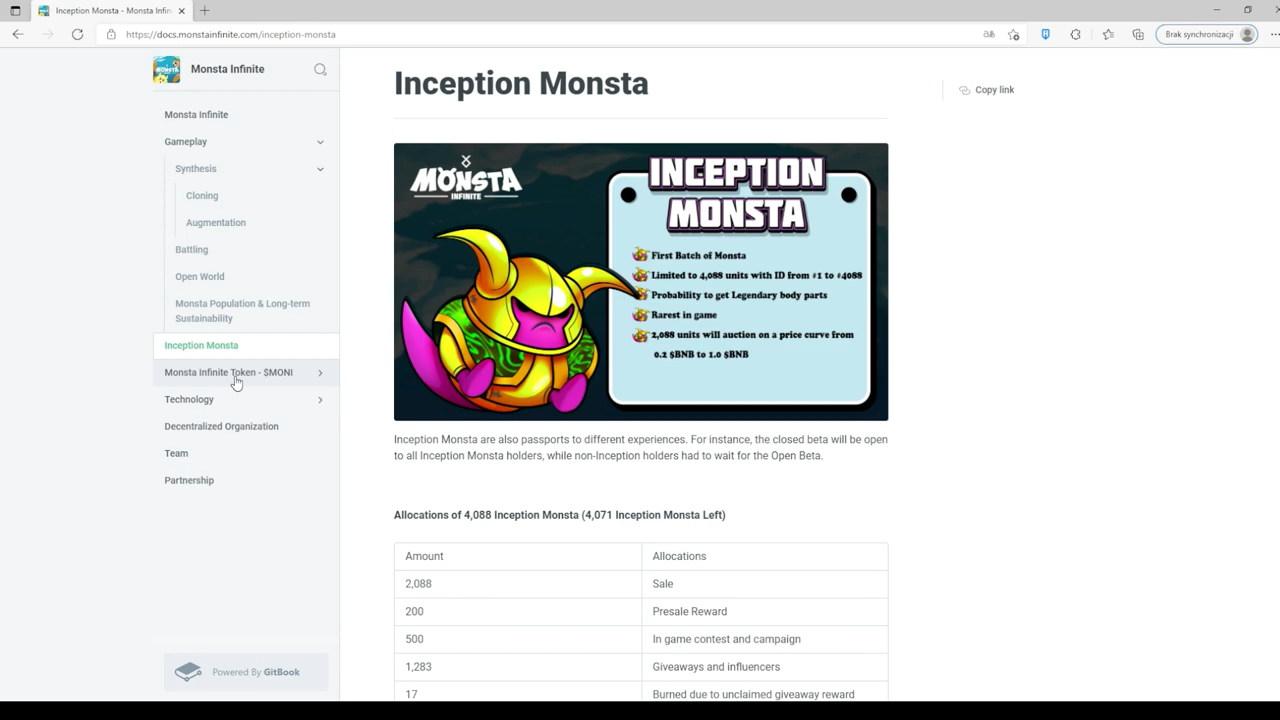 Inception Monsta - Monsta Infin
https://docs.monstainfinite.com/inception-monsta
Brak synchronizacji
Monsta Infinite
Monsta Infinite
Gameplay
Synthesis
Cloning
Augmentation
Battling
Open World
Monsta Population & Long-term
Sustainability
Inception Monsta
Monsta Infinite Token - $MONI
Technology
Decentralized Organization
Team
Partnership
Powered By GitBook
Inception Monsta
Copy link
MONSTA
INFINITE
INCEPTION
MONSTA
First Batch of Monsta
Limited to 4,088 units with ID from #1 to #4088
Probability to get Legendary body parts
Rarest in game
2,088 units will auction on a price curve from
0.2 $BNB to 1.0 $BNB
Inception Monsta are also passports to different experiences. For instance, the closed beta will be open
to all Inception Monsta holders, while non-Inception holders had to wait for the Open Beta.
Allocations of 4,088 Inception Monsta (4,071 Inception Monsta Left)
Amount Allocations
2,088 Sale
200 Presale Reward
500 In game contest and campaign
1,283 Giveaways and influencers
17 Burned due to unclaimed giveaway reward